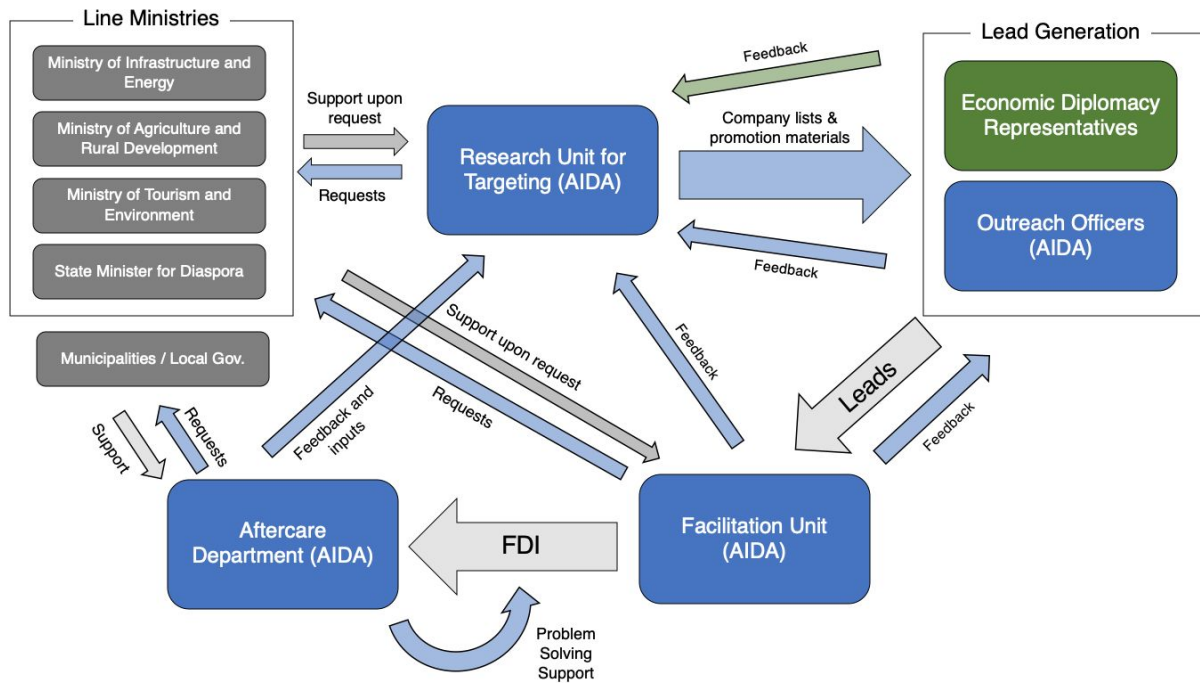 Line Ministries
Ministry of Infrastructure and
Energy
Ministry of Agriculture and
Rural Development
Ministry of Tourism and
Environment
State Minister for Diaspora
Municipalities / Local Gov.
Support upon
request
Requests
Research Unit for
Targeting (AIDA)
Feedback
Company lists &
promotion materials
Feedback
Lead Generation
Economic Diplomacy
Representatives
Outreach Officers
(AIDA)
Support upon request
Requests
Feedback
Leads
Feedback
Support
Requests
Feedback and
inputs
Aftercare
Department (AIDA)
FDI
Facilitation Unit
(AIDA)
Problem
Solving
Support